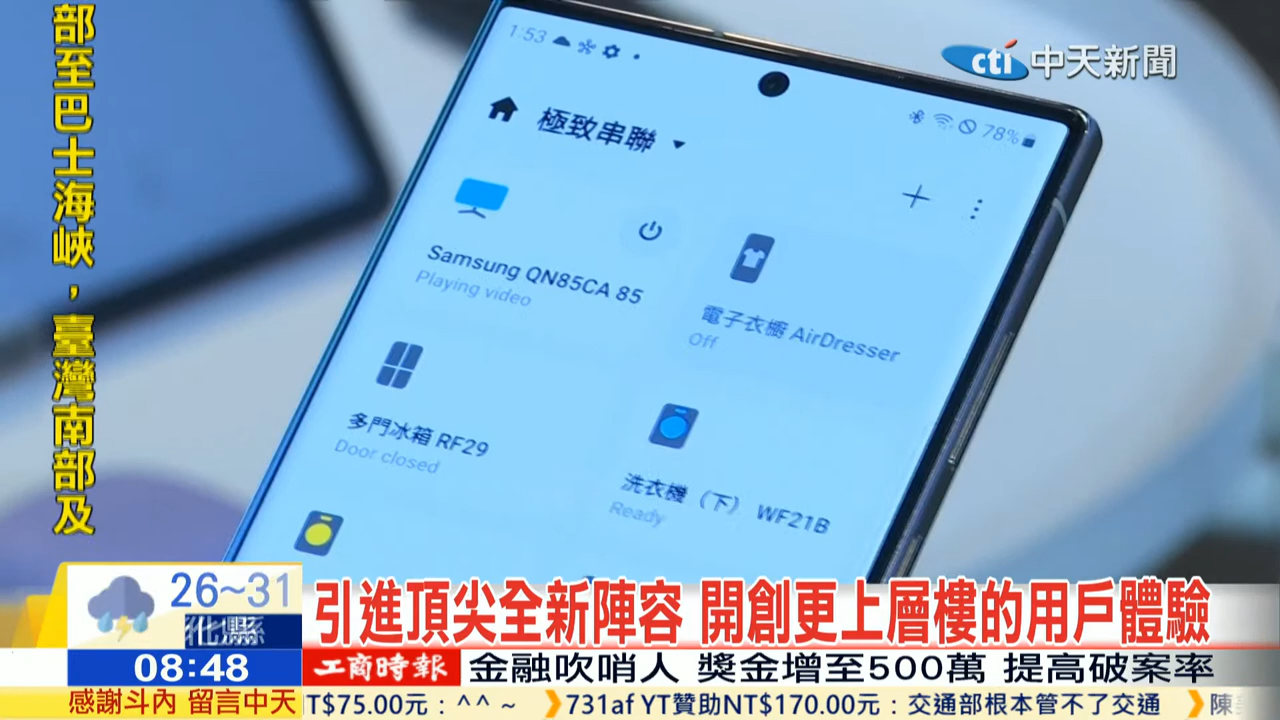 部至巴士海峽，臺灣南部及
1:53
78%
cti 中天新聞
極致串聯
Samsung QN85CA 85
Playing video
電子衣櫥 AirDresser
Off
多門冰箱 RF29
Door closed
洗衣機（下） WF21B
Ready
26~31
引進頂尖全新陣容 開創更上層樓的用戶體驗
08:48
工商時報
金融吹哨人 獎金增至500萬 提高破案率
感謝斗內 留言中天
NT$75.00元：^^ ~
731af YT贊助NT$170.00元：交通部根本管不了交通
陳